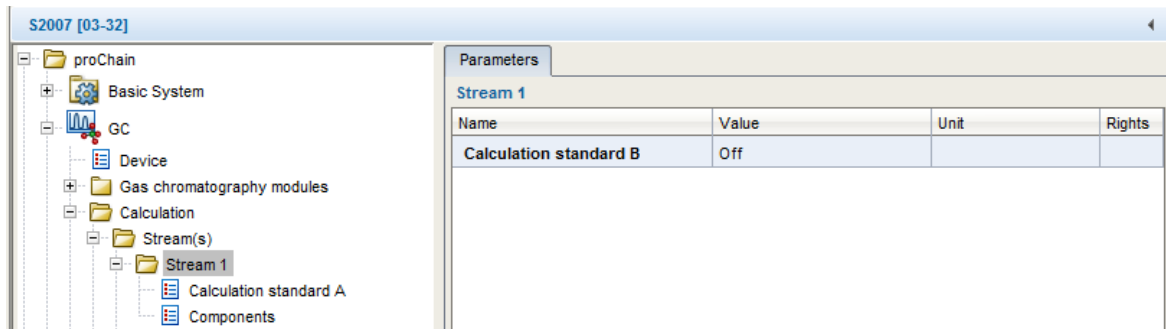 S2007 [03-32]
proChain
Basic System
GC
Device
Gas chromatography modules
Calculation
Stream(s)
Stream 1
Calculation standard A
Components
Parameters
Stream 1
Name Value Unit Rights
Calculation standard B Off